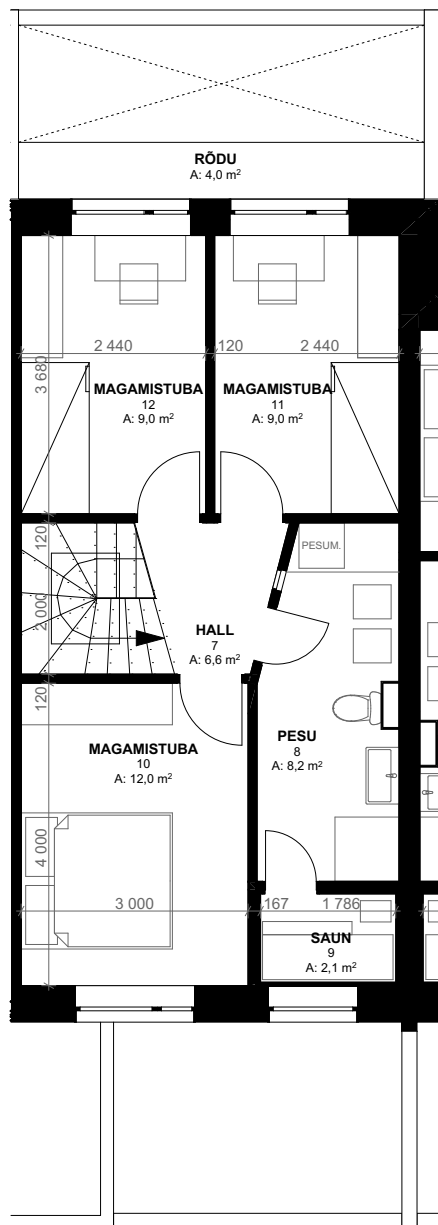 RÕDU
A: 4,0 m²
2 440
120
2 440
3 680
MAGAMISTUBA
12
A: 9,0 m²
MAGAMISTUBA
11
A: 9,0 m²
120
PESUM.
2 000
HALL
7
A: 6,6 m²
120
MAGAMISTUBA
10
A: 12,0 m²
PESU
8
A: 8,2 m²
4 000
3 000
167
1 786
SAUN
9
A: 2,1 m²